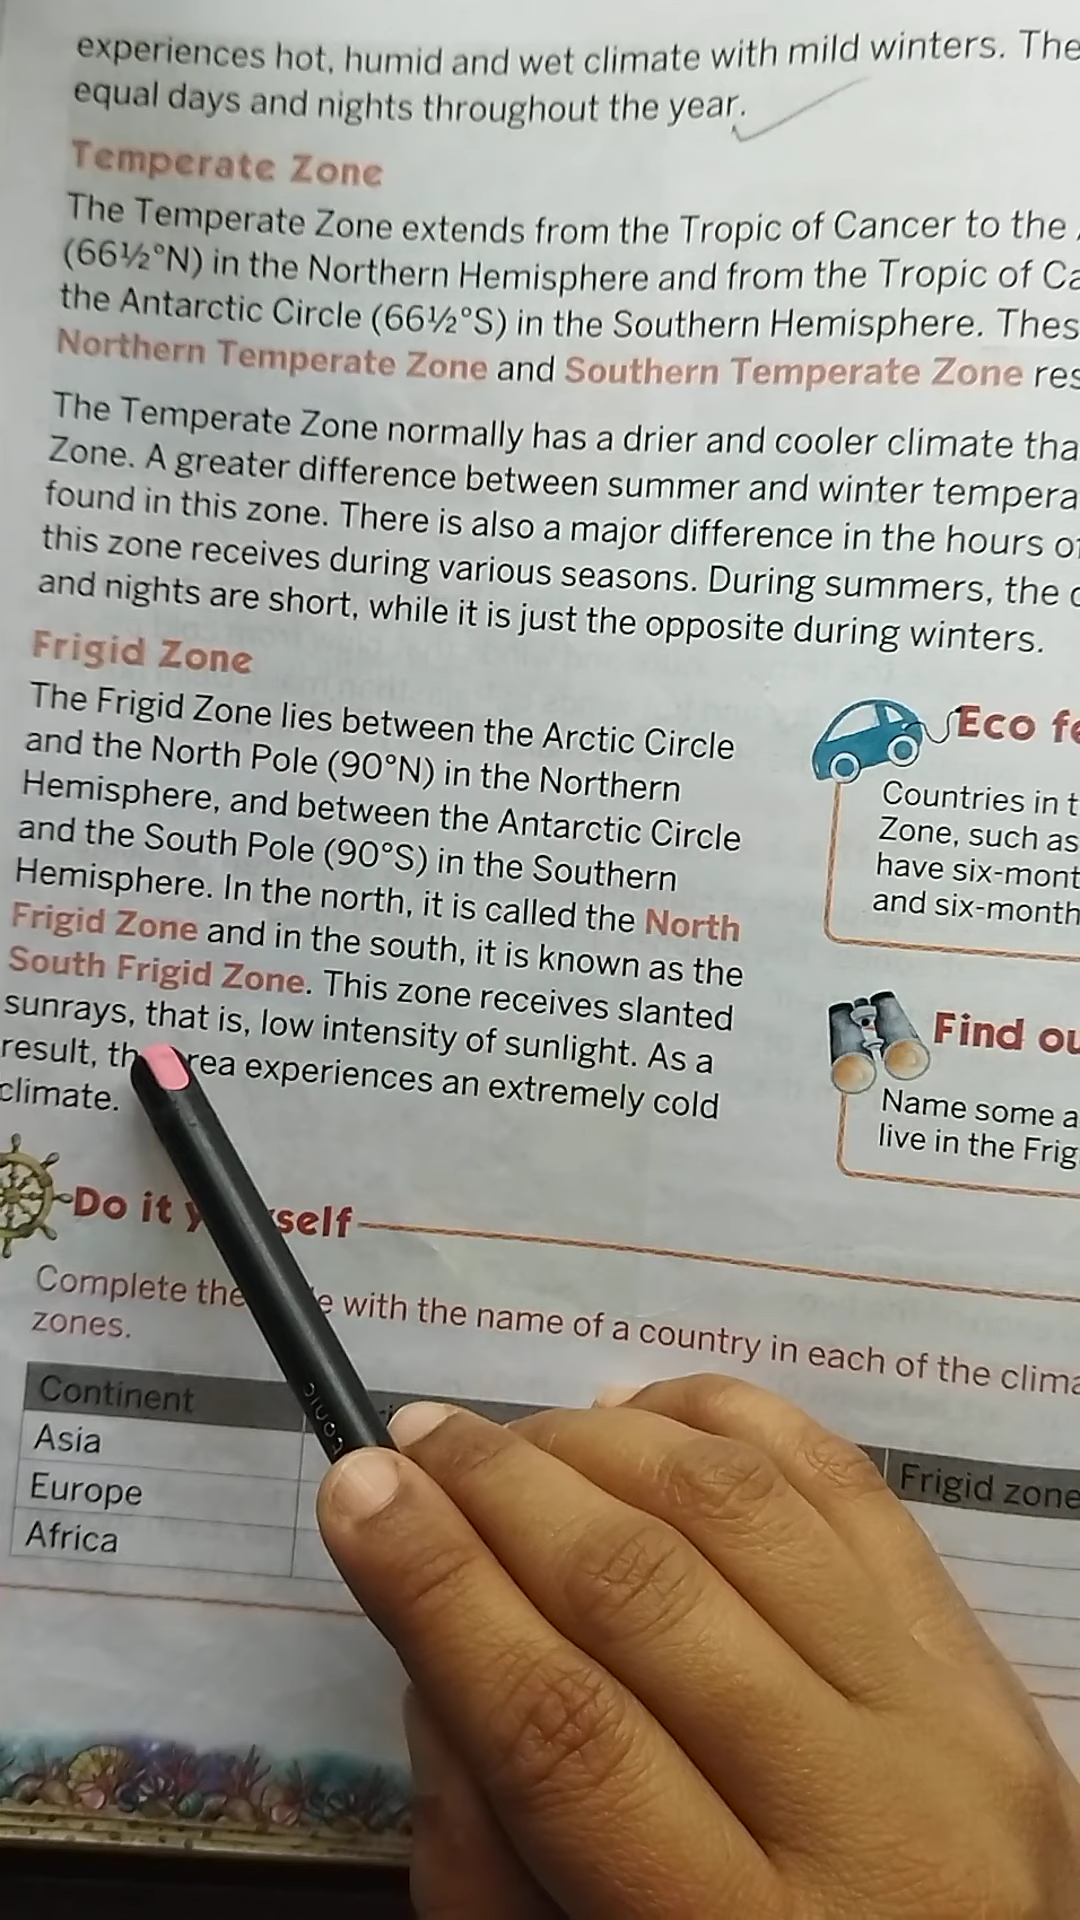 experiences hot, humid and wet climate with mild winters. The
equal days and nights throughout the year.
Temperate Zone
The Temperate Zone extends from the Tropic of Cancer to the
(66½°N) in the Northern Hemisphere and from the Tropic of Ca
the Antarctic Circle (66½°S) in the Southern Hemisphere. Thes
Northern Temperate Zone and Southern Temperate Zone res
The Temperate Zone normally has a drier and cooler climate tha
Zone. A greater difference between summer and winter tempera
found in this zone. There is also a major difference in the hours of
this zone receives during various seasons. During summers, the
and nights are short, while it is just the opposite during winters.
Frigid Zone
The Frigid Zone lies between the Arctic Circle
and the North Pole (90°N) in the Northern
Hemisphere, and between the Antarctic Circle
and the South Pole (90°S) in the Southern
Hemisphere. In the north, it is called the North
Frigid Zone and in the south, it is known as the
South Frigid Zone. This zone receives slanted
sunrays, that is, low intensity of sunlight. As a
result, th rea experiences an extremely cold
climate.
Eco fe
Countries in t
Zone, such as
have six-mont
and six-month
Find ou
Name some a
live in the Frig
Do it y self
Complete the e with the name of a country in each of the clima
zones.
Continent
Frigid zone
Asia
Europe
Africa